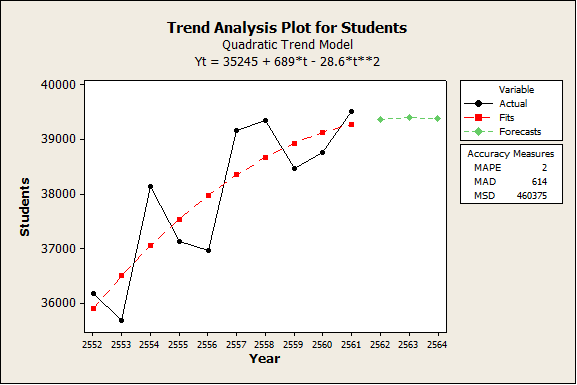 Trend Analysis Plot for Students
Quadratic Trend Model
Yt = 35245 + 689*t - 28.6*t**2
40000
39000
38000
37000
36000
Students
2552 2553 2554 2555 2556 2557 2558 2559 2560 2561 2562 2563 2564
Year
Variable
Actual
Fits
Forecasts
Accuracy Measures
MAPE 2
MAD 614
MSD 460375